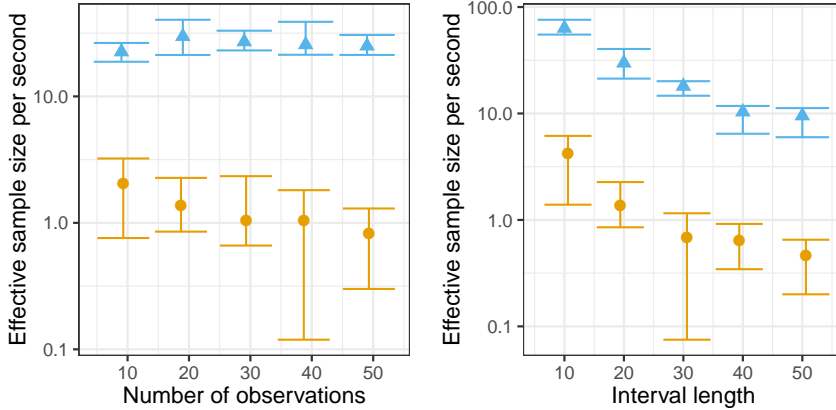 Effective sample size per second
10.0
1.0
0.1
10 20 30 40 50
Number of observations
Effective sample size per second
100.0
10.0
1.0
0.1
10 20 30 40 50
Interval length